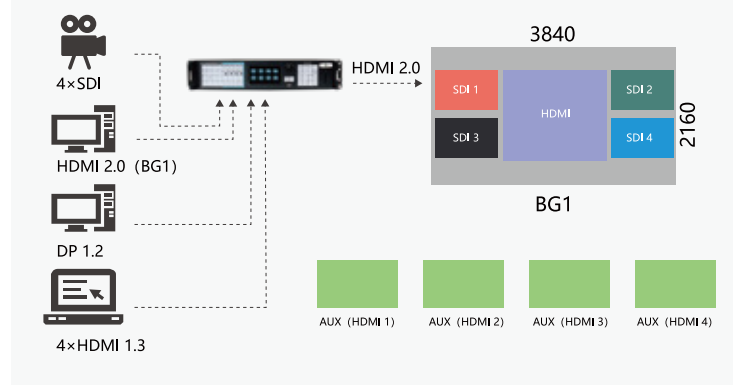 4×SDI
HDMI 2.0 (BG1)
DP 1.2
4×HDMI 1.3
HDMI 2.0
3840
SDI 1
HDMI
SDI 2
SDI 3
SDI 4
2160
BG1
AUX (HDMI 1)
AUX (HDMI 2)
AUX (HDMI 3)
AUX (HDMI 4)